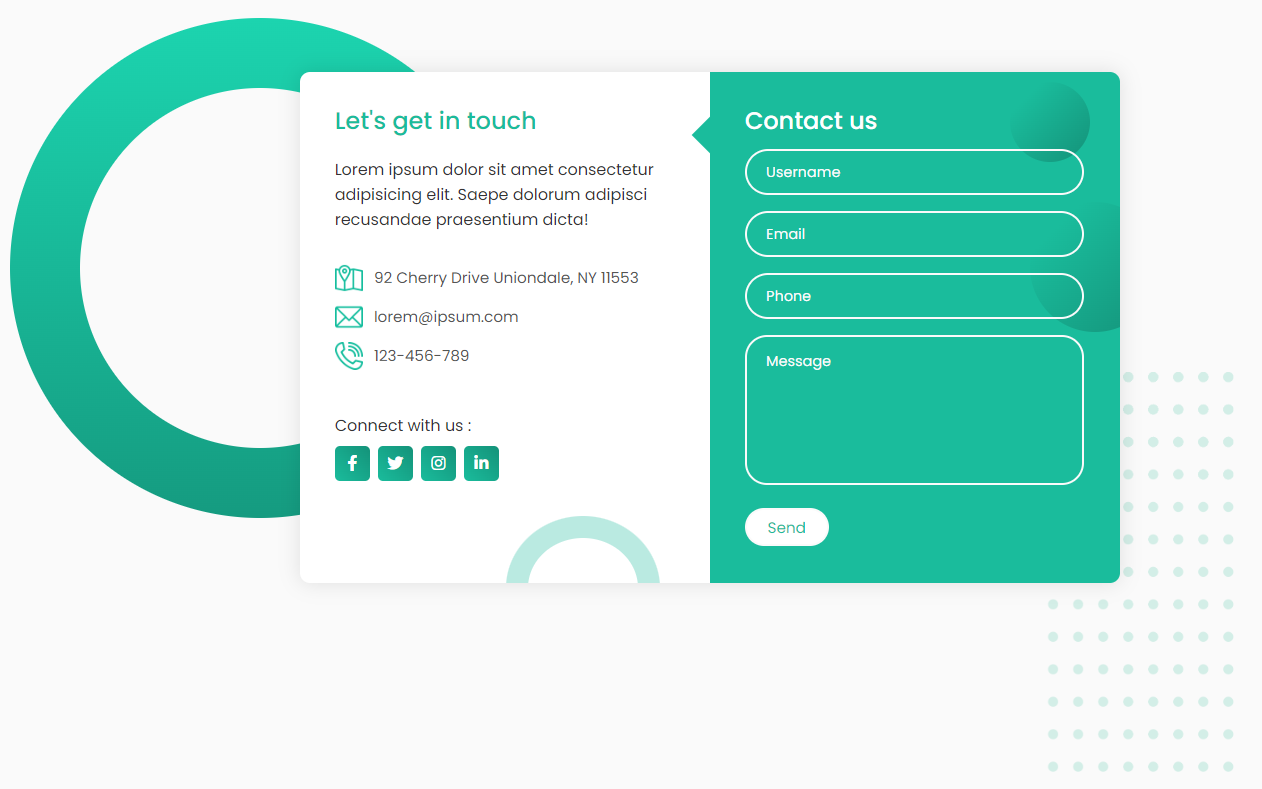 Let's get in touch
Lorem ipsum dolor sit amet consectetur
adipisicing elit. Saepe dolorum adipisci
recusandae praesentium dicta!
92 Cherry Drive Uniondale, NY 11553
lorem@ipsum.com
123-456-789
Connect with us :
Contact us
Username
Email
Phone
Message
Send